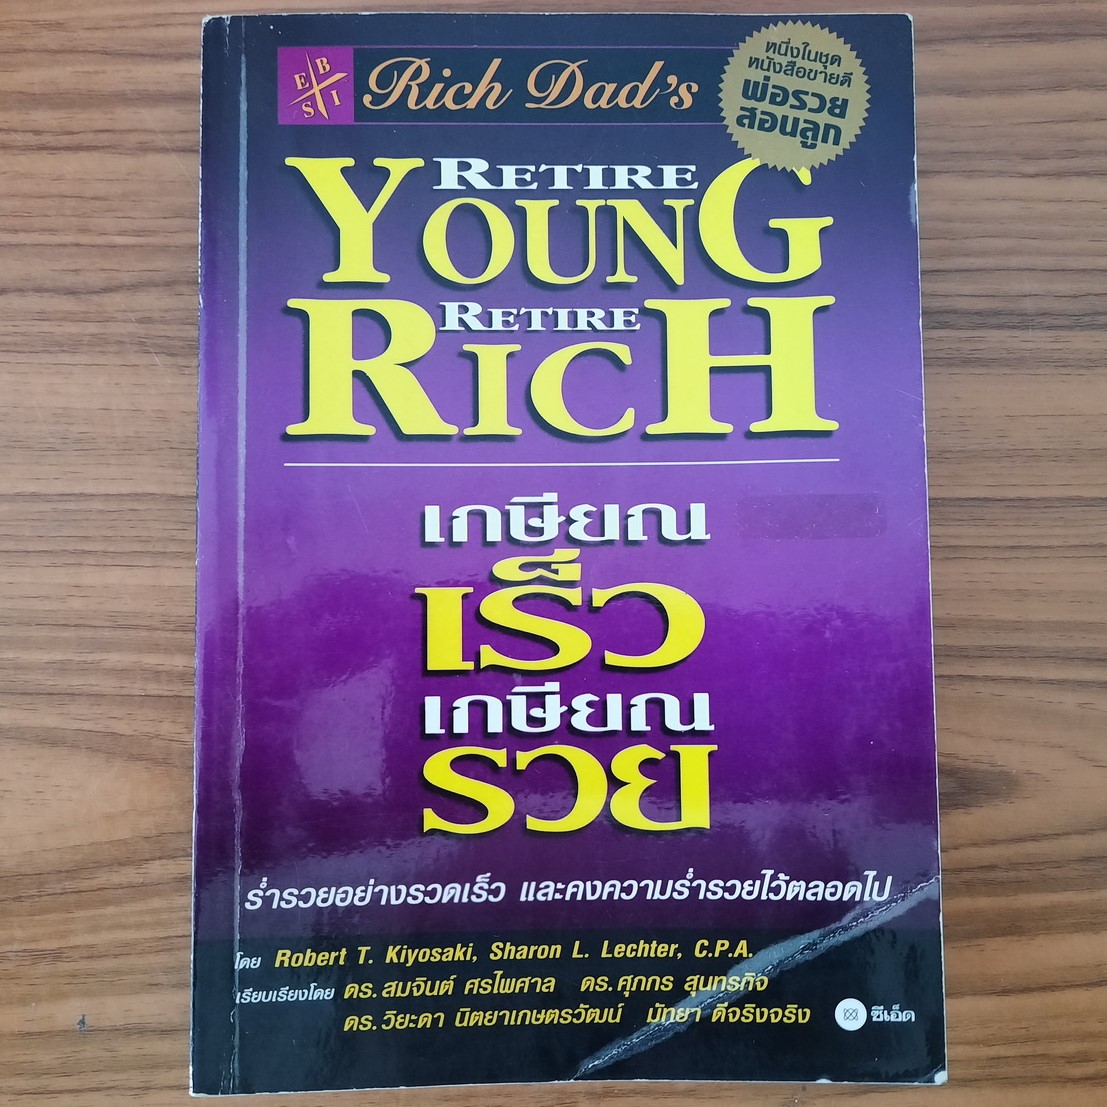 E B S I
Rich Dad's
หนึ่งในชุด
หนังสือขายดี
พ่อรวย
สอนลูก
RETIRE
YOUNG
RETIRE
RICH
เกษียณ
เร็ว
เกษียณ
รวย
ร่ำรวยอย่างรวดเร็ว และคงความร่ำรวยไว้ตลอดไป
โดย Robert T. Kiyosaki, Sharon L. Lechter, C.P.A.
เรียบเรียงโดย ดร.สมจินต์ ศรไพศาล ดร.ศุภกร สุนทรกิจ
ดร.วิยะดา นิตยาเกษตรวัฒน์ มัทยา ดีจริงจริง
ซีเอ็ด